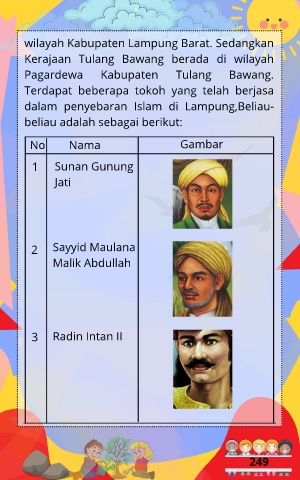 wilayah Kabupaten Lampung Barat. Sedangkan
Kerajaan Tulang Bawang berada di wilayah
Pagardewa Kabupaten Tulang Bawang.
Terdapat beberapa tokoh yang telah berjasa
dalam penyebaran Islam di Lampung,Beliau-
beliau adalah sebagai berikut:
No Nama Gambar
1 Sunan Gunung
Jati
2 Sayyid Maulana
Malik Abdullah
3 Radin Intan II
249